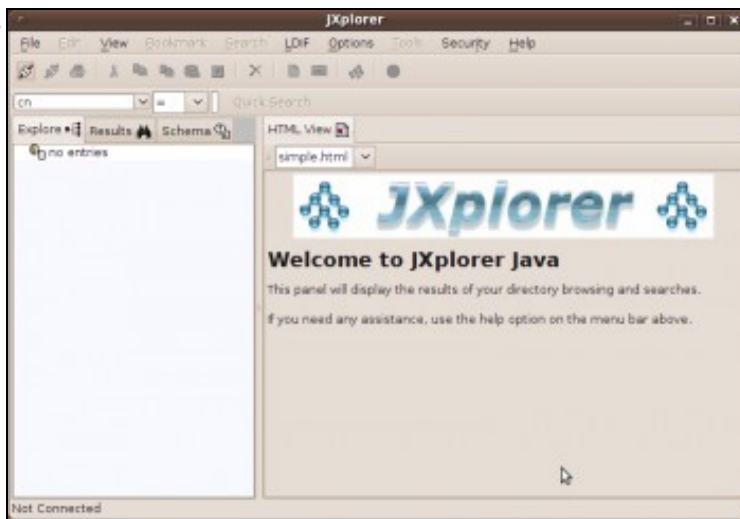 JXplorer
File Edit View Bookmark Search LDIF Options Tools Security Help
cn = Quick Search
Explore Results Schema HTML View
no entries
simple.html
JXplorer
Welcome to JXplorer Java
This panel will display the results of your directory browsing and searches.
If you need any assistance, use the help option on the menu bar above.
Not Connected